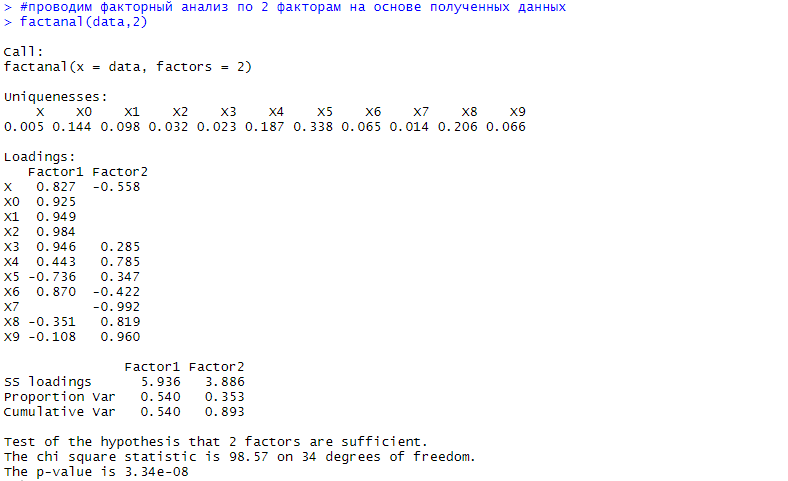 > #проводим факторный анализ по 2 факторам на основе полученных данных
> factanal(data,2)
Call:
factanal(x = data, factors = 2)
Uniquenesses:
X X0 X1 X2 X3 X4 X5 X6 X7 X8 X9
0.005 0.144 0.098 0.032 0.023 0.187 0.338 0.065 0.014 0.206 0.066
Loadings:
Factor1 Factor2
X 0.827 -0.558
X0 0.925
X1 0.949
X2 0.984
X3 0.946 0.285
X4 0.443 0.785
X5 -0.736 0.347
X6 0.870 -0.422
X7 -0.992
X8 -0.351 0.819
X9 -0.108 0.960
Factor1 Factor2
SS loadings 5.936 3.886
Proportion Var 0.540 0.353
Cumulative Var 0.540 0.893
Test of the hypothesis that 2 factors are sufficient.
The chi square statistic is 98.57 on 34 degrees of freedom.
The p-value is 3.34e-08